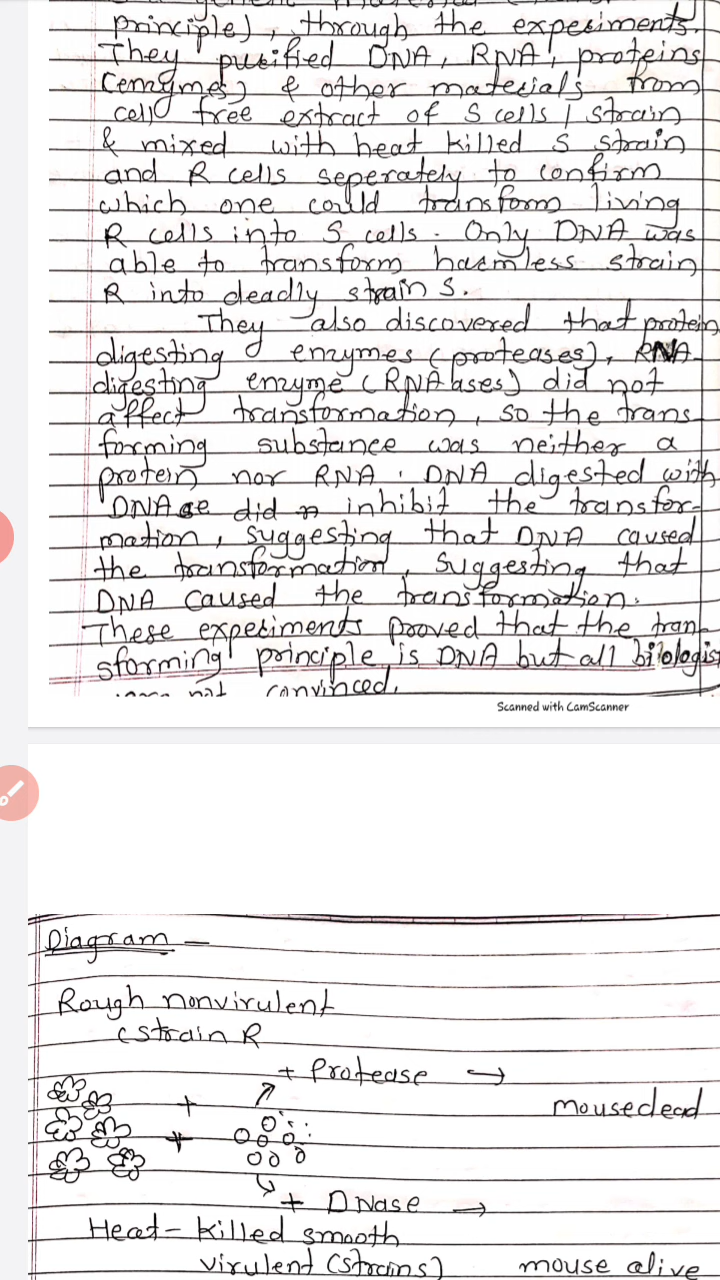 principle), through the experiments.
They purified DNA, RNA, proteins
(enzymes) & other materials from
cell free extract of S cells / strain
& mixed with heat killed S strain
and R cells seperately to confirm
which one could transform living
R cells into S cells. Only DNA was
able to transform harmless strain
R into deadly strain S.
They also discovered that protein
digesting enzymes (proteases), RNA
digesting enzyme (RNA ases) did not
affect transformation, so the trans
forming substance was neither a
protein nor RNA. DNA digested with
DNAse did inhibit the transfor-
mation, suggesting that DNA caused
the transformation, suggesting that
DNA caused the transformation.
These experiments proved that the tran
sforming principle is DNA but all bilologist
not convinced.
Scanned with CamScanner
Diagram -
Rough nonvirulent
(strain R
+ Protease →
mouse dead
+
+
+ DNase →
Heat - killed smooth
virulent (strains)
mouse alive